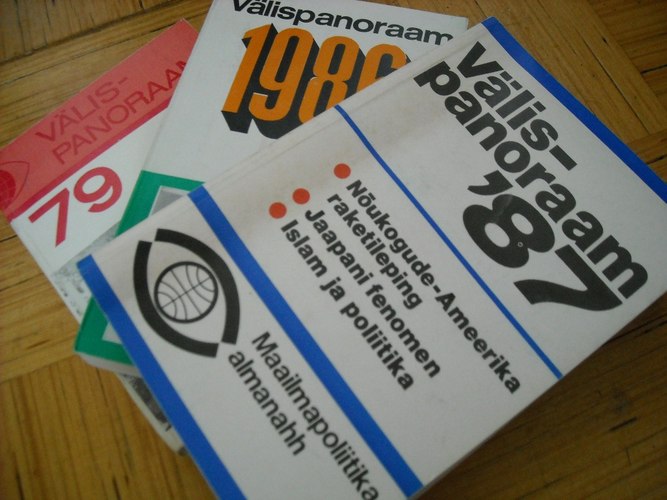 VÄLIS-
PANORAAM
79
Välispanoraam
1986
Välis-
panoraam
'87
Nõukogude-Ameerika
raketileping
Jaapani fenomen
Islam ja poliitika
Maailmapoliitika
almanahh